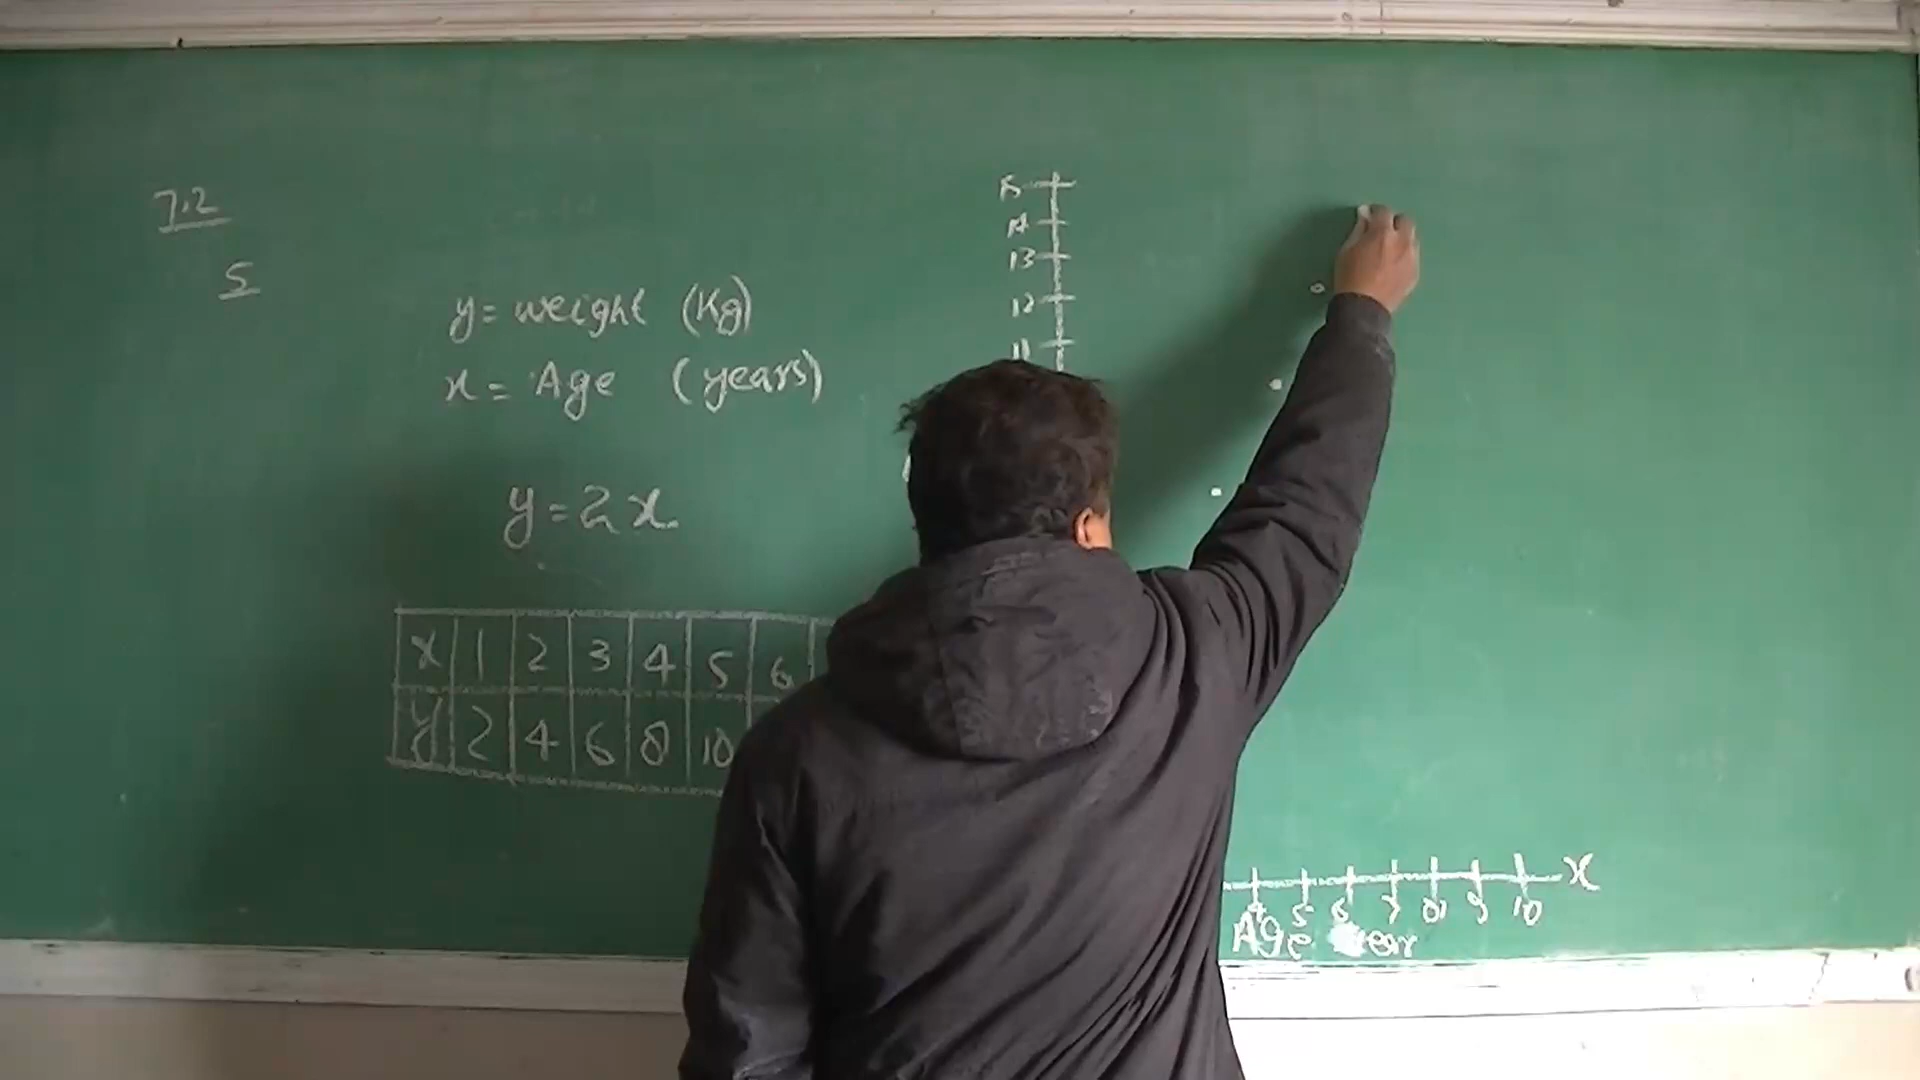 7.2
5
y = weight (Kg)
x = Age (years)
y = 2x
x 1 2 3 4 5 6
y 2 4 6 8 10
15
14
13
12
11
x
5 6 7 8 9 10
Age year